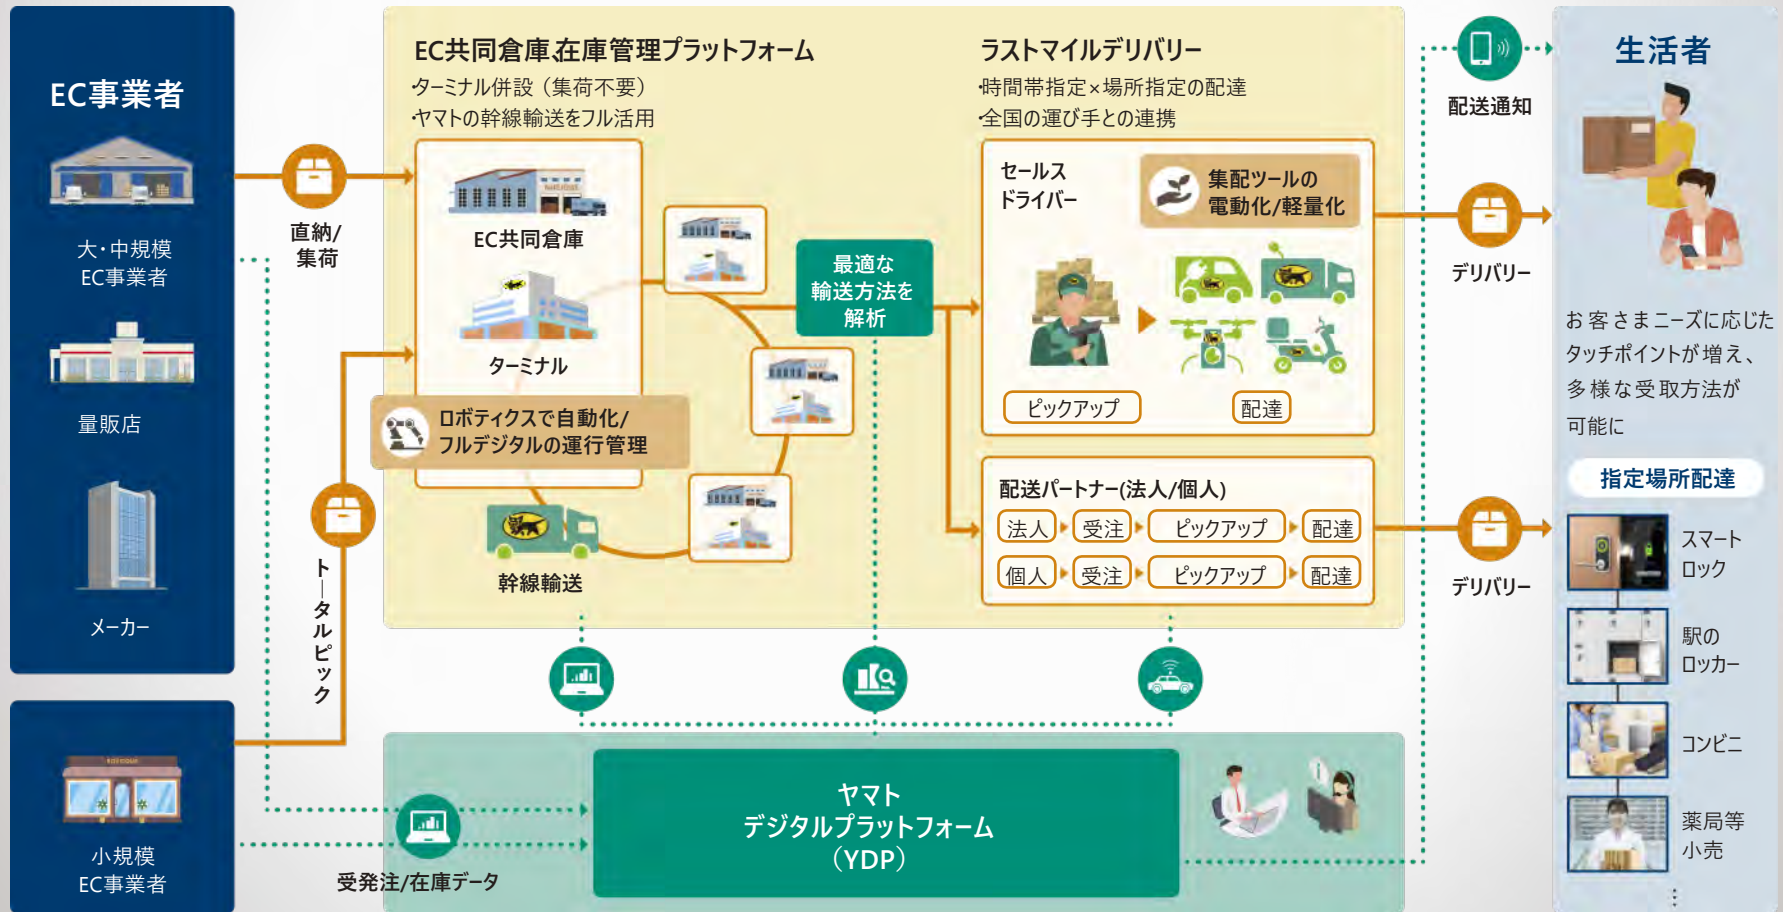 EC事業者
大・中規模
EC事業者
量販店
メーカー
小規模
EC事業者
直納/
集荷
トータルピック
受発注/在庫データ
EC共同倉庫、在庫管理プラットフォーム
・ターミナル併設（集荷不要）
・ヤマトの幹線輸送をフル活用
EC共同倉庫
ターミナル
ロボティクスで自動化/
フルデジタルの運行管理
幹線輸送
最適な
輸送方法を
解析
ラストマイルデリバリー
・時間帯指定×場所指定の配達
・全国の運び手との連携
セールス
ドライバー
集配ツールの
電動化/軽量化
ピックアップ
配達
配送パートナー(法人/個人)
法人 受注 ピックアップ 配達
個人 受注 ピックアップ 配達
ヤマト
デジタルプラットフォーム
（YDP）
配送通知
デリバリー
デリバリー
生活者
お客さまニーズに応じた
タッチポイントが増え、
多様な受取方法が
可能に
指定場所配達
スマート
ロック
駅の
ロッカー
コンビニ
薬局等
小売
⋮